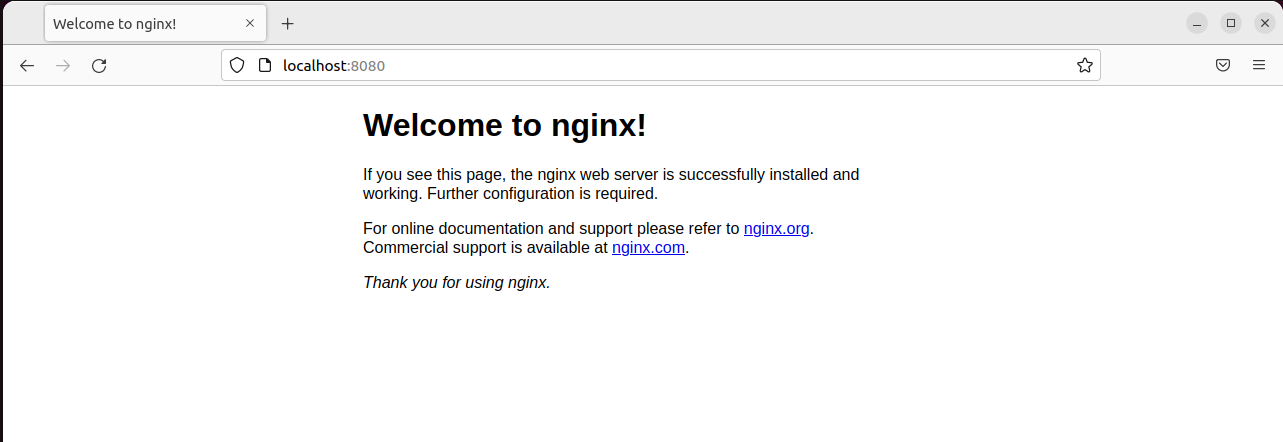 Welcome to nginx!
localhost:8080
Welcome to nginx!
If you see this page, the nginx web server is successfully installed and
working. Further configuration is required.
For online documentation and support please refer to nginx.org.
Commercial support is available at nginx.com.
Thank you for using nginx.